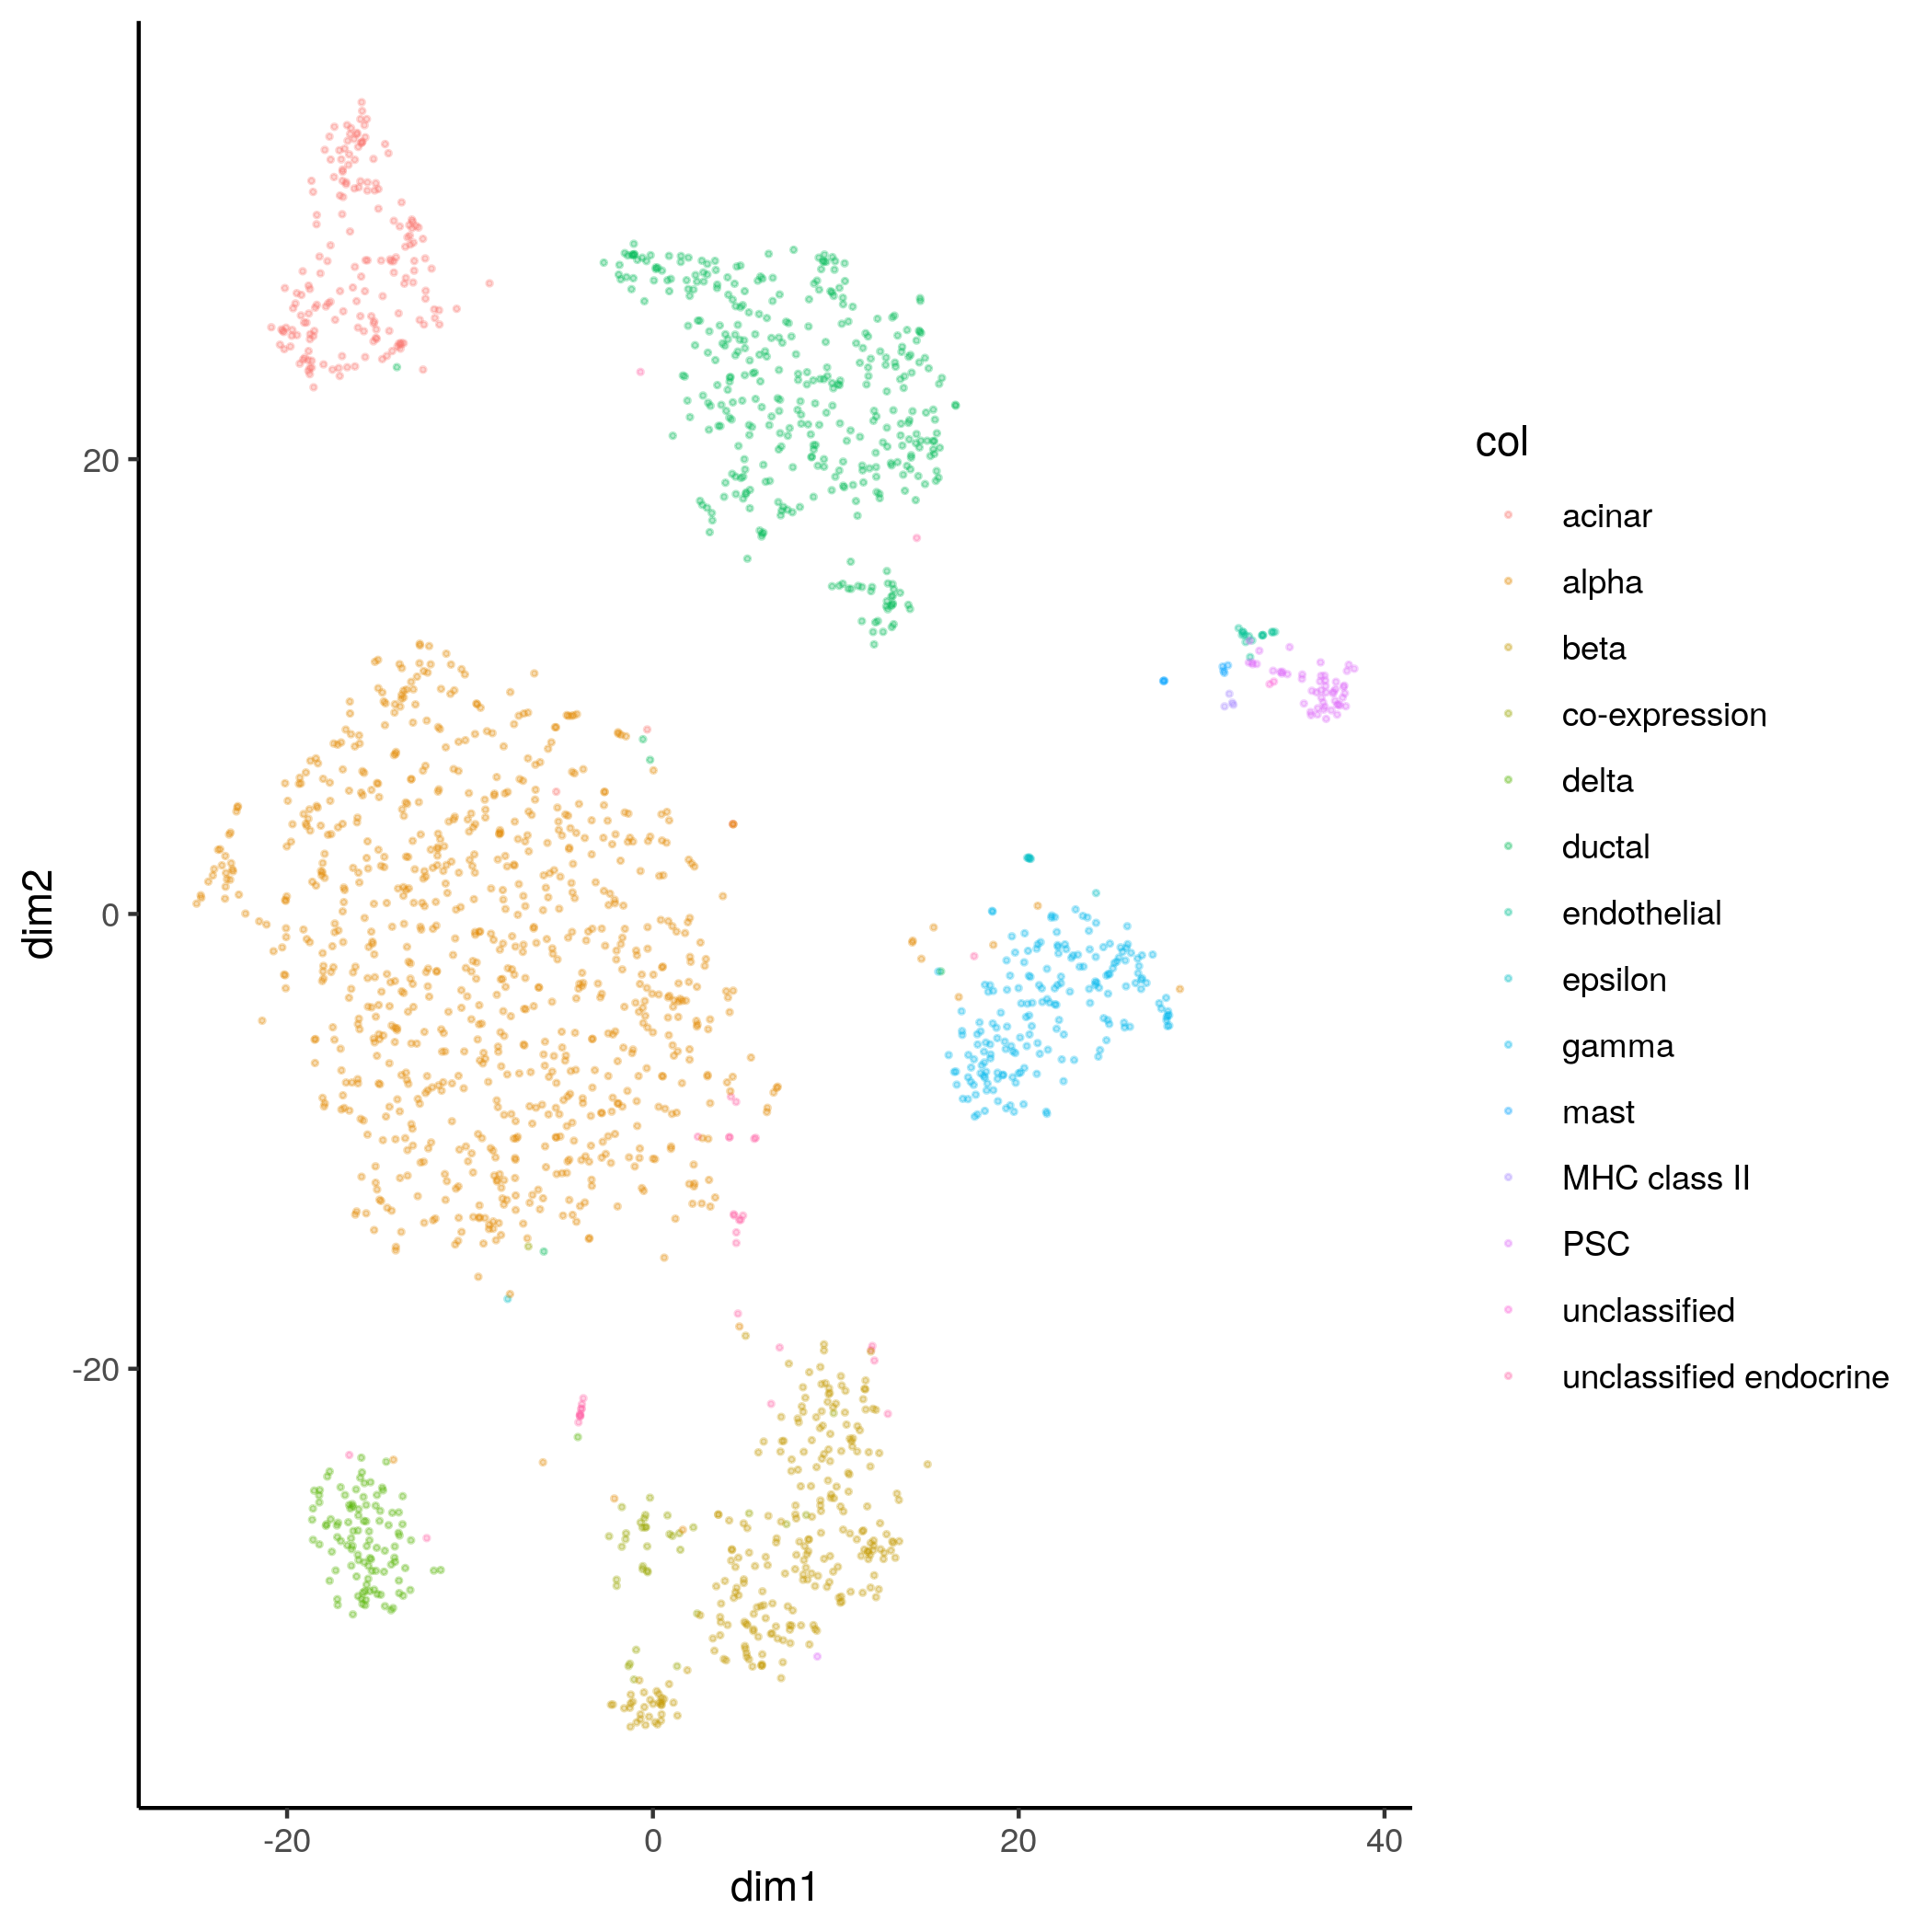 20
0
-20
dim2
-20
0
20
40
dim1
col
acinar
alpha
beta
co-expression
delta
ductal
endothelial
epsilon
gamma
mast
MHC class II
PSC
unclassified
unclassified endocrine